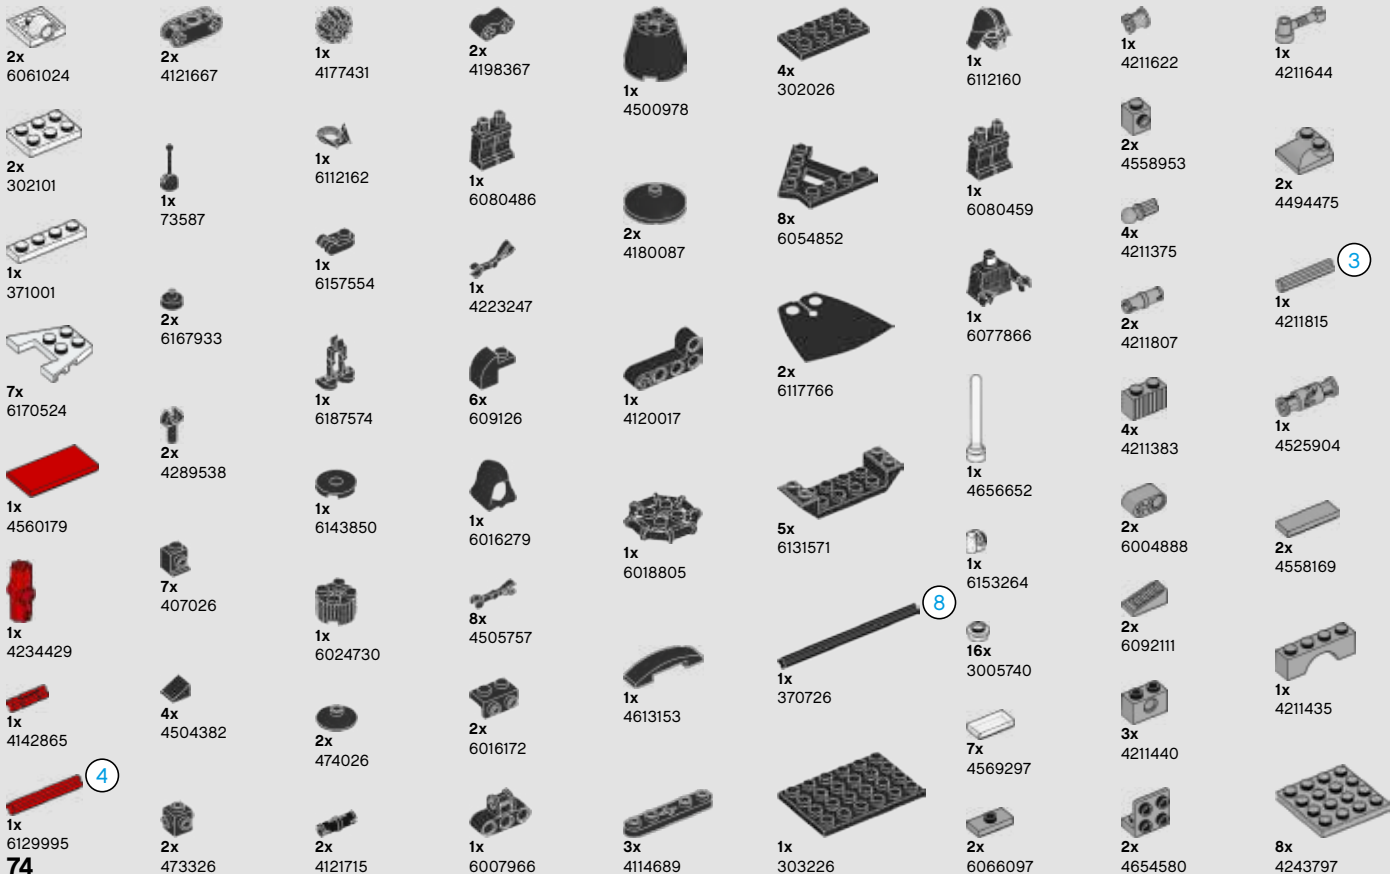 2x
6061024
2x
302101
1x
371001
7x
6170524
1x
4560179
1x
4234429
1x
4142865
4
1x
6129995
74
2x
4121667
1x
73587
2x
6167933
2x
4289538
7x
407026
4x
4504382
2x
473326
1x
4177431
1x
6112162
1x
6157554
1x
6187574
1x
6143850
1x
6024730
2x
474026
2x
4121715
2x
4198367
1x
6080486
1x
4223247
6x
609126
1x
6016279
8x
4505757
2x
6016172
1x
6007966
1x
4500978
2x
4180087
1x
4120017
1x
6018805
1x
4613153
3x
4114689
4x
302026
8x
6054852
2x
6117766
5x
6131571
8
1x
370726
1x
303226
1x
6112160
1x
6080459
1x
6077866
1x
4656652
1x
6153264
16x
3005740
7x
4569297
2x
6066097
1x
4211622
2x
4558953
4x
4211375
2x
4211807
4x
4211383
2x
6004888
2x
6092111
3x
4211440
2x
4654580
1x
4211644
2x
4494475
3
1x
4211815
1x
4525904
2x
4558169
1x
4211435
8x
4243797